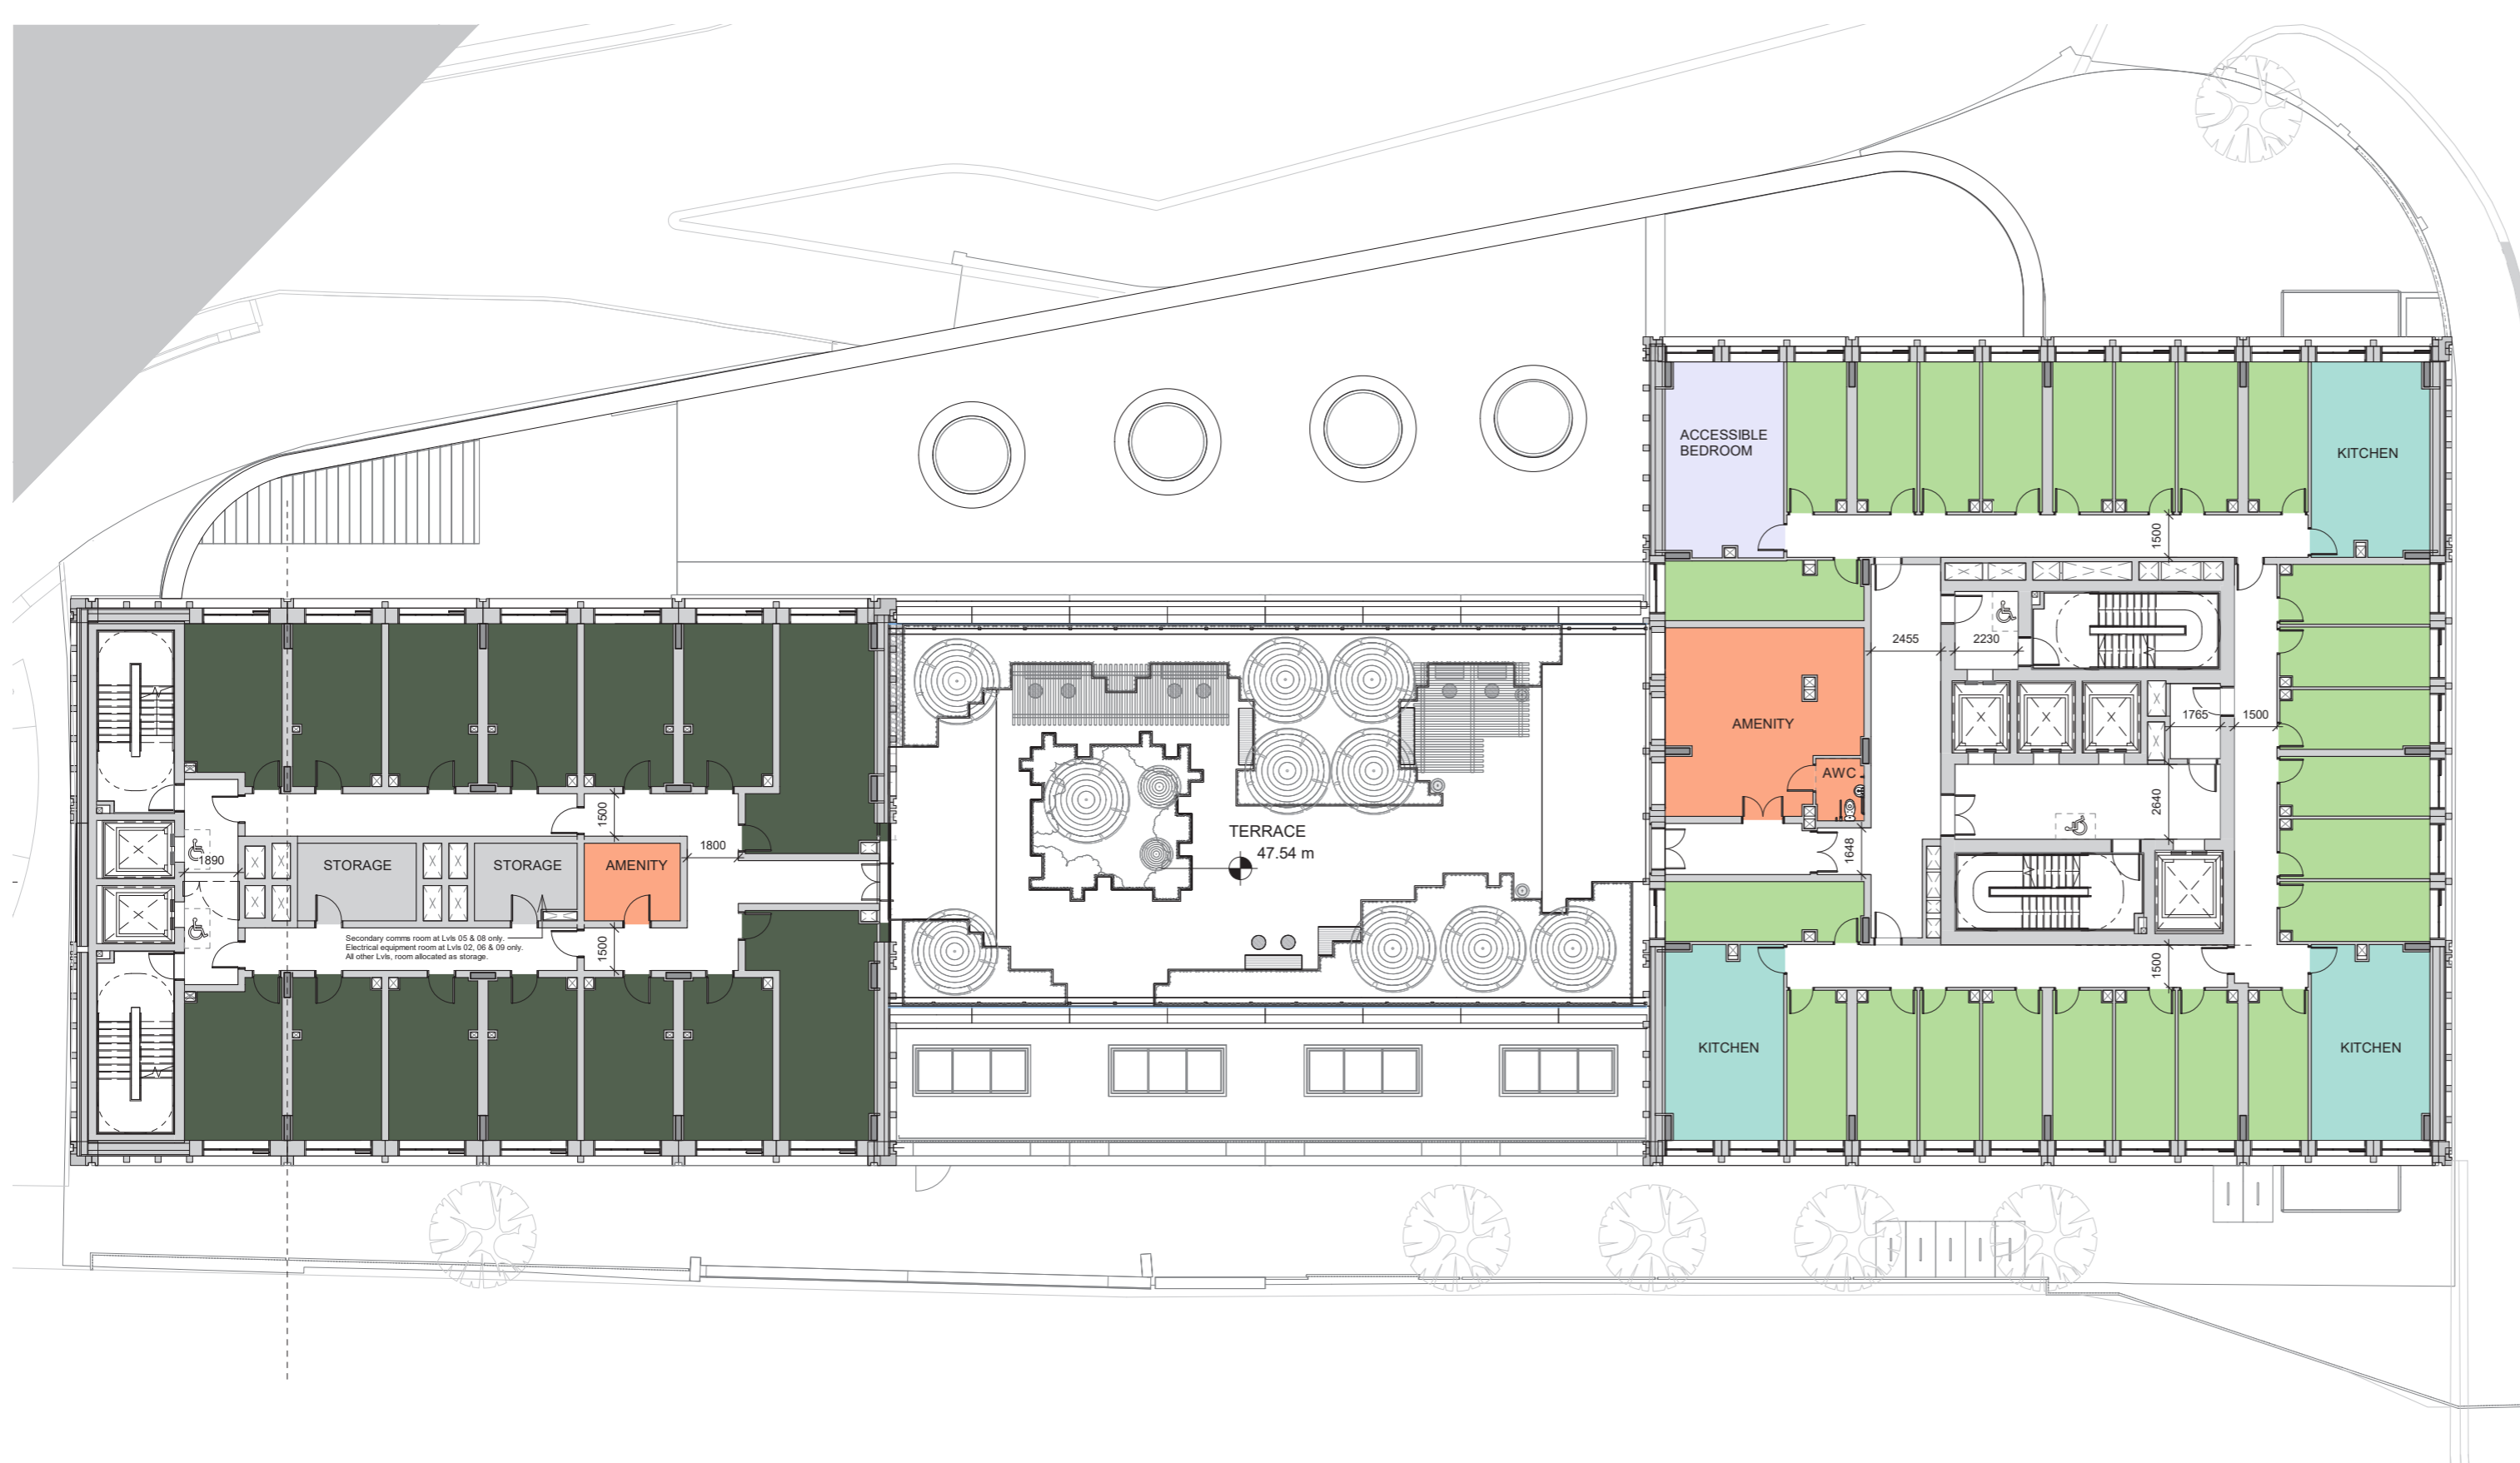 ACCESSIBLE
BEDROOM
KITCHEN
1500
2455
2230
AMENITY
1765
1500
AWC
2640
1500
TERRACE
47.54 m
1800
1648
1890
STORAGE
STORAGE
AMENITY
Secondary comms room at Lvls 05 & 08 only.
Electrical equipment room at Lvls 02, 06 & 09 only.
All other Lvls, room allocated as storage.
1500
1500
KITCHEN
KITCHEN